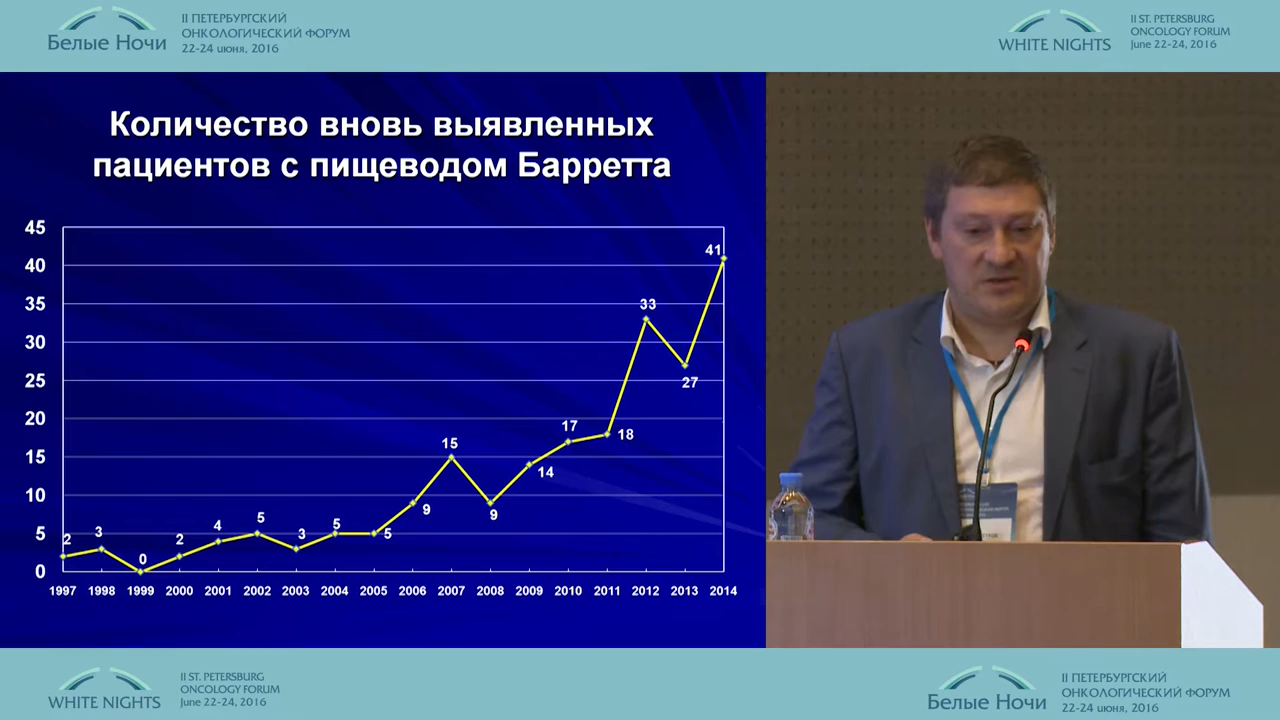 Белые Ночи
II ПЕТЕРБУРГСКИЙ
ОНКОЛОГИЧЕСКИЙ ФОРУМ
22-24 июня, 2016
WHITE NIGHTS
II ST. PETERSBURG
ONCOLOGY FORUM
June 22-24, 2016
Количество вновь выявленных
пациентов с пищеводом Барретта
45
40
35
30
25
20
15
10
5
0
2
3
0
2
4
5
3
5
5
9
15
9
14
17
18
33
27
41
1997 1998 1999 2000 2001 2002 2003 2004 2005 2006 2007 2008 2009 2010 2011 2012 2013 2014
WHITE NIGHTS
II ST. PETERSBURG
ONCOLOGY FORUM
June 22-24, 2016
Белые Ночи
II ПЕТЕРБУРГСКИЙ
ОНКОЛОГИЧЕСКИЙ ФОРУМ
22-24 июня, 2016